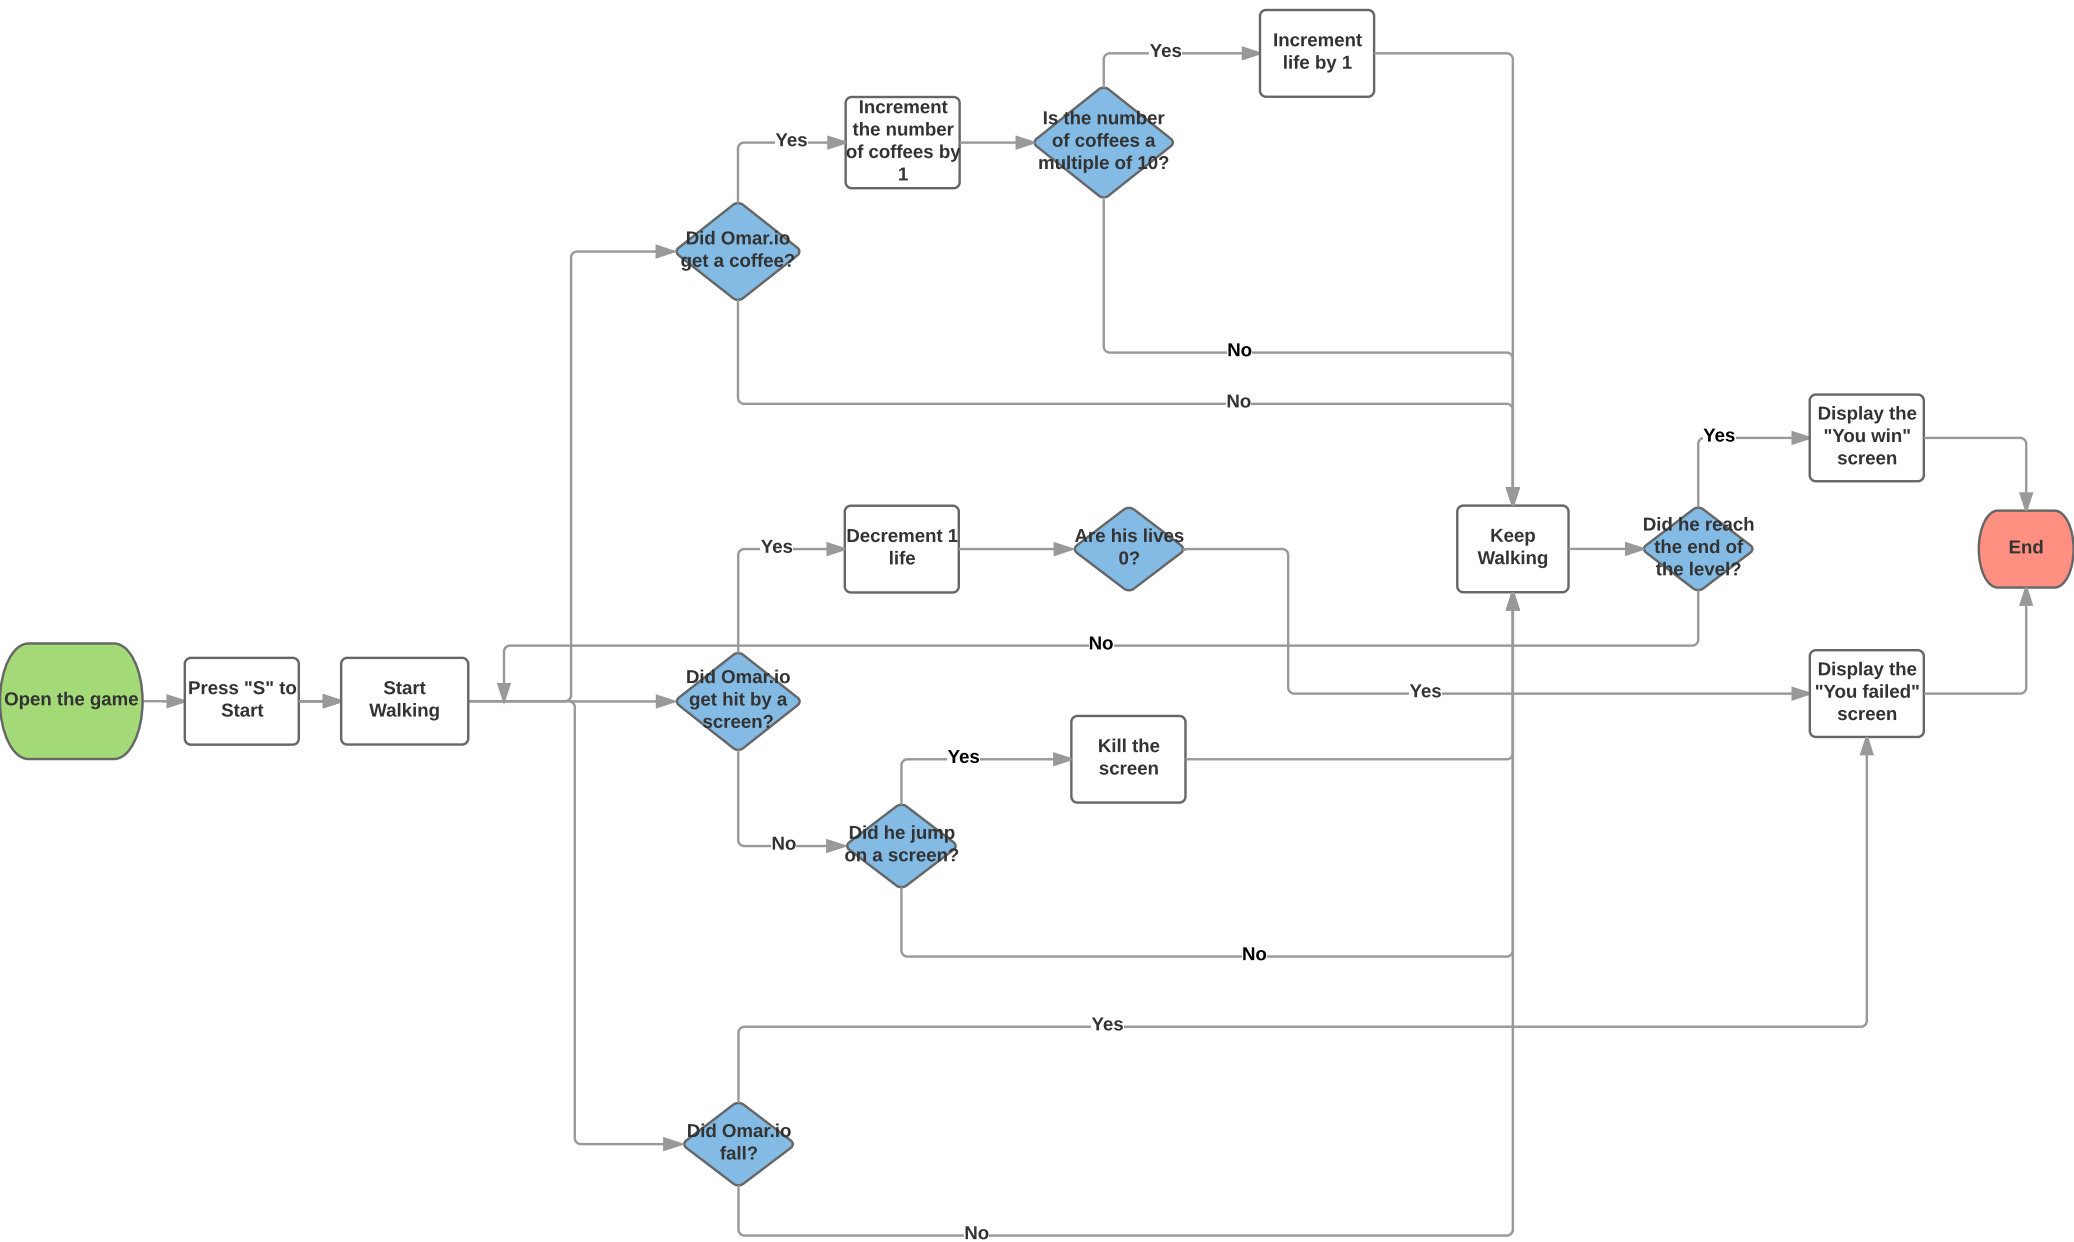 Yes
Increment
life by 1
Increment
the number
of coffees by
1
Yes
Is the number
of coffees a
multiple of 10?
Did Omar.io
get a coffee?
No
No
Yes
Display the
"You win"
screen
Yes
Decrement 1
life
Are his lives
0?
Keep
Walking
Did he reach
the end of
the level?
End
No
Open the game
Press "S" to
Start
Start
Walking
Did Omar.io
get hit by a
screen?
Yes
Display the
"You failed"
screen
Yes
Kill the
screen
No
Did he jump
on a screen?
No
Yes
Did Omar.io
fall?
No